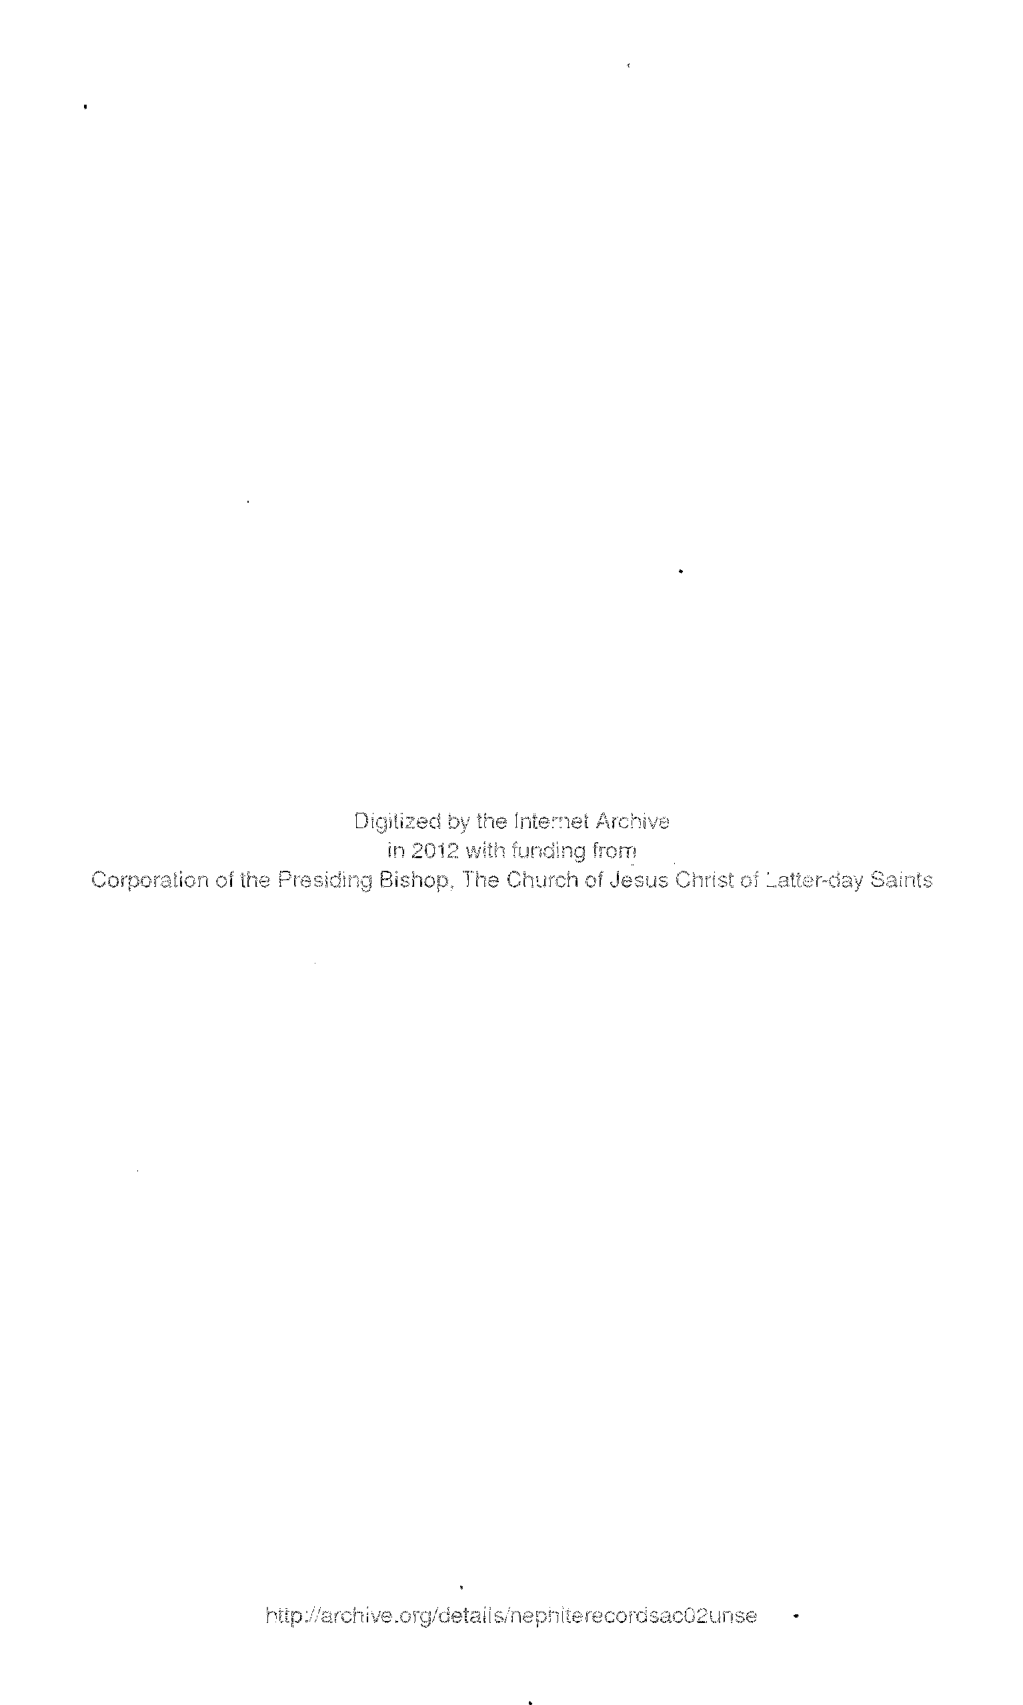 Digitized by the Internet Archive
in 2012 with funding from
Corporation of the Presiding Bishop, The Church of Jesus Christ of Latter-day Saints
http://archive.org/details/nephiterecordsac02unse